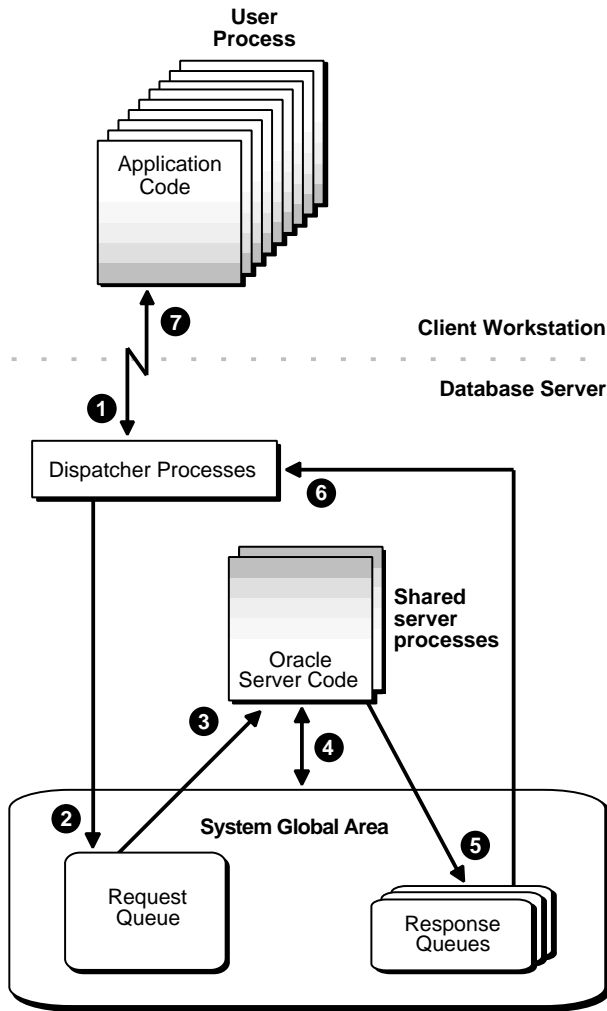 User
Process
Application
Code
7
Client Workstation
Database Server
1
Dispatcher Processes
6
Shared
server
processes
Oracle
Server Code
3
4
2
System Global Area
5
Request
Queue
Response
Queues